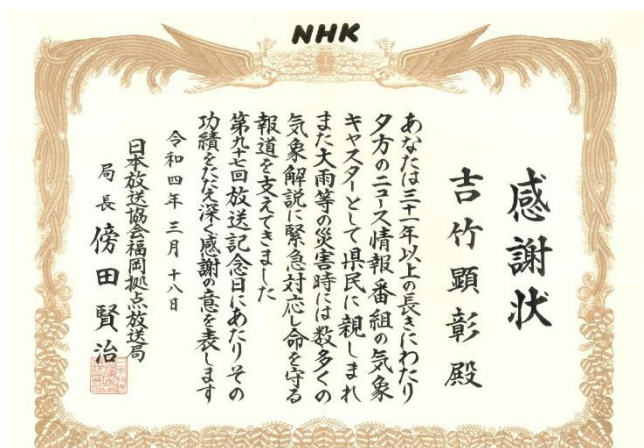 NHK
感謝状
吉竹顕彰殿
あなたは三十一年以上の長きにわたり
夕方のニュース情報番組の気象
キャスターとして県民に親しまれ
また大雨等の災害時には数多くの
気象解説に緊急対応し命を守る
報道を支えてきました
第九十七回放送記念日にあたりその
功績をたたえ深く感謝の意を表します
令和四年三月十八日
日本放送協会福岡拠点放送局
局長 傍田賢治